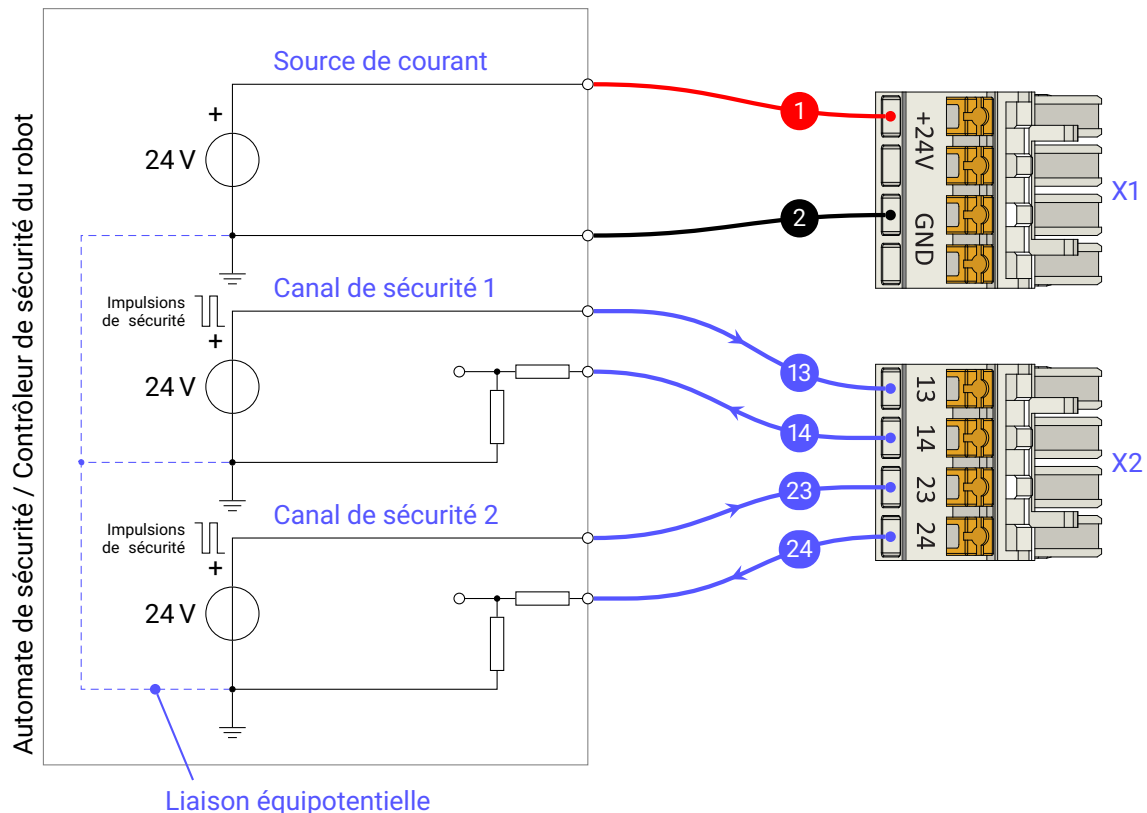 Automate de sécurité / Contrôleur de sécurité du robot
Source de courant
+
24 V
1
2
+24V
GND
X1
Canal de sécurité 1
Impulsions
de sécurité
+
24 V
13
14
13
14
23
24
X2
Canal de sécurité 2
Impulsions
de sécurité
+
24 V
23
24
Liaison équipotentielle